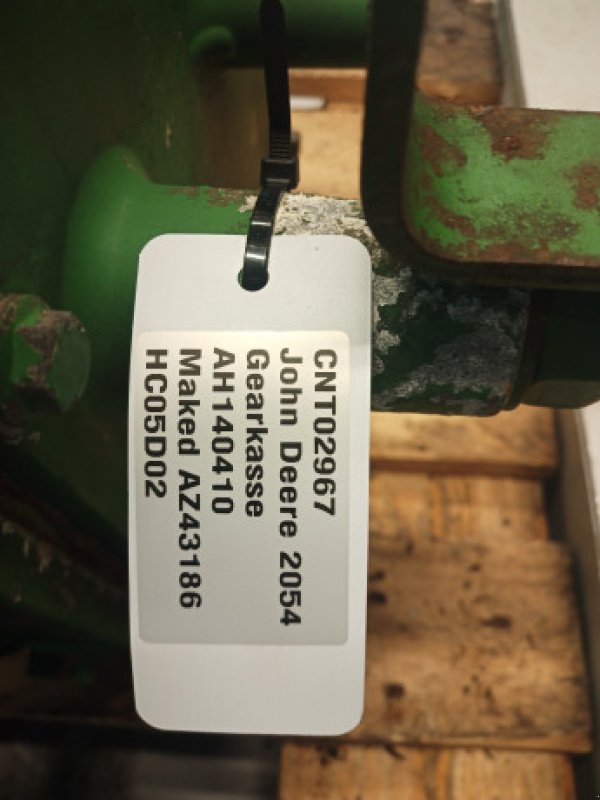 CNT02967
John Deere 2054
Gearkasse
AH140410
Maked AZ43186
HC05D02